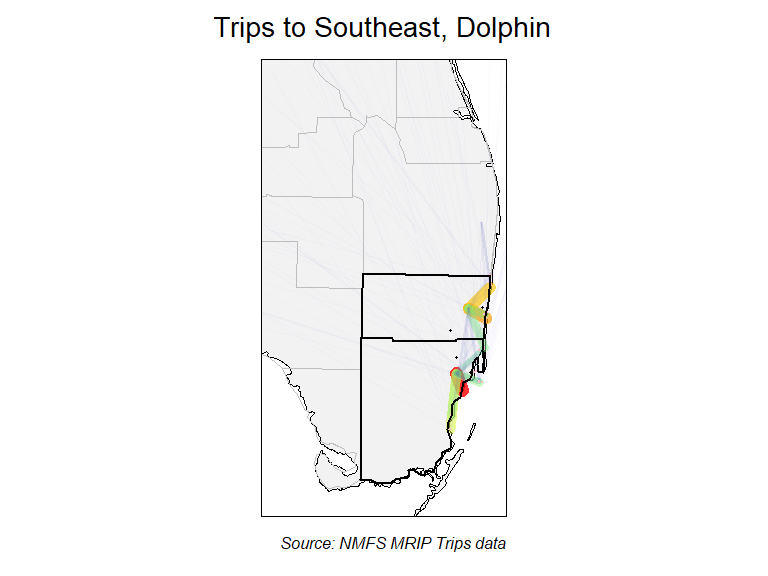 Trips to Southeast, Dolphin
Source: NMFS MRIP Trips data